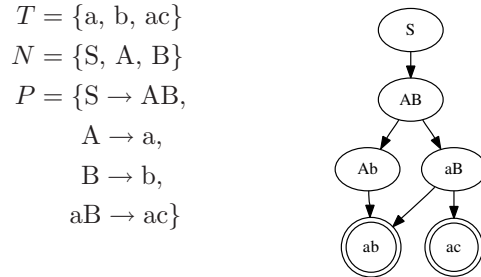 T = {a, b, ac}
N = {S, A, B}
P = {S → AB,
A → a,
B → b,
aB → ac}
S
AB
Ab aB
ab ac